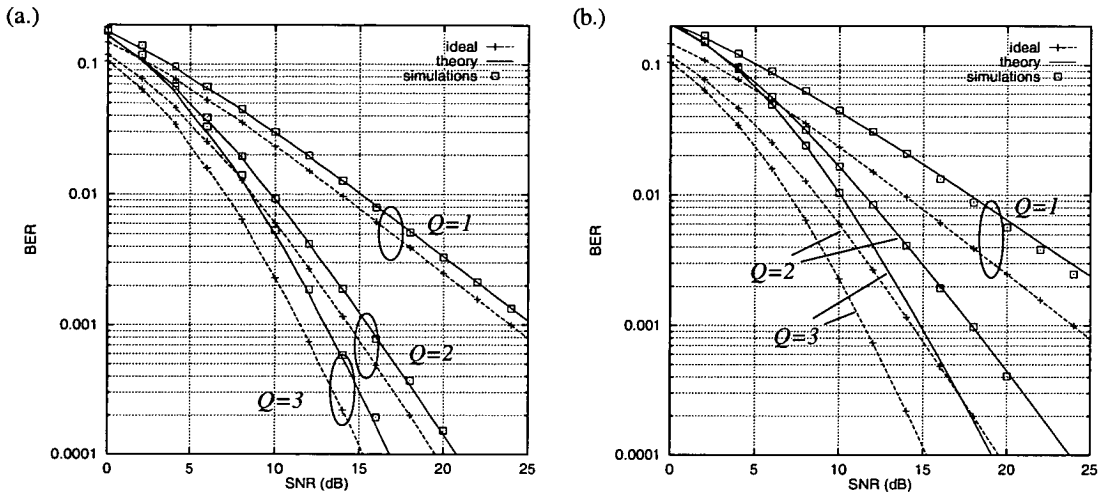 (a.)
ideal
theory
simulations
0.1
0.01
0.001
0.0001
BER
0
5
10
15
20
25
SNR (dB)
Q=1
Q=2
Q=3
(b.)
ideal
theory
simulations
0.1
0.01
0.001
0.0001
BER
0
5
10
15
20
25
SNR (dB)
Q=1
Q=2
Q=3